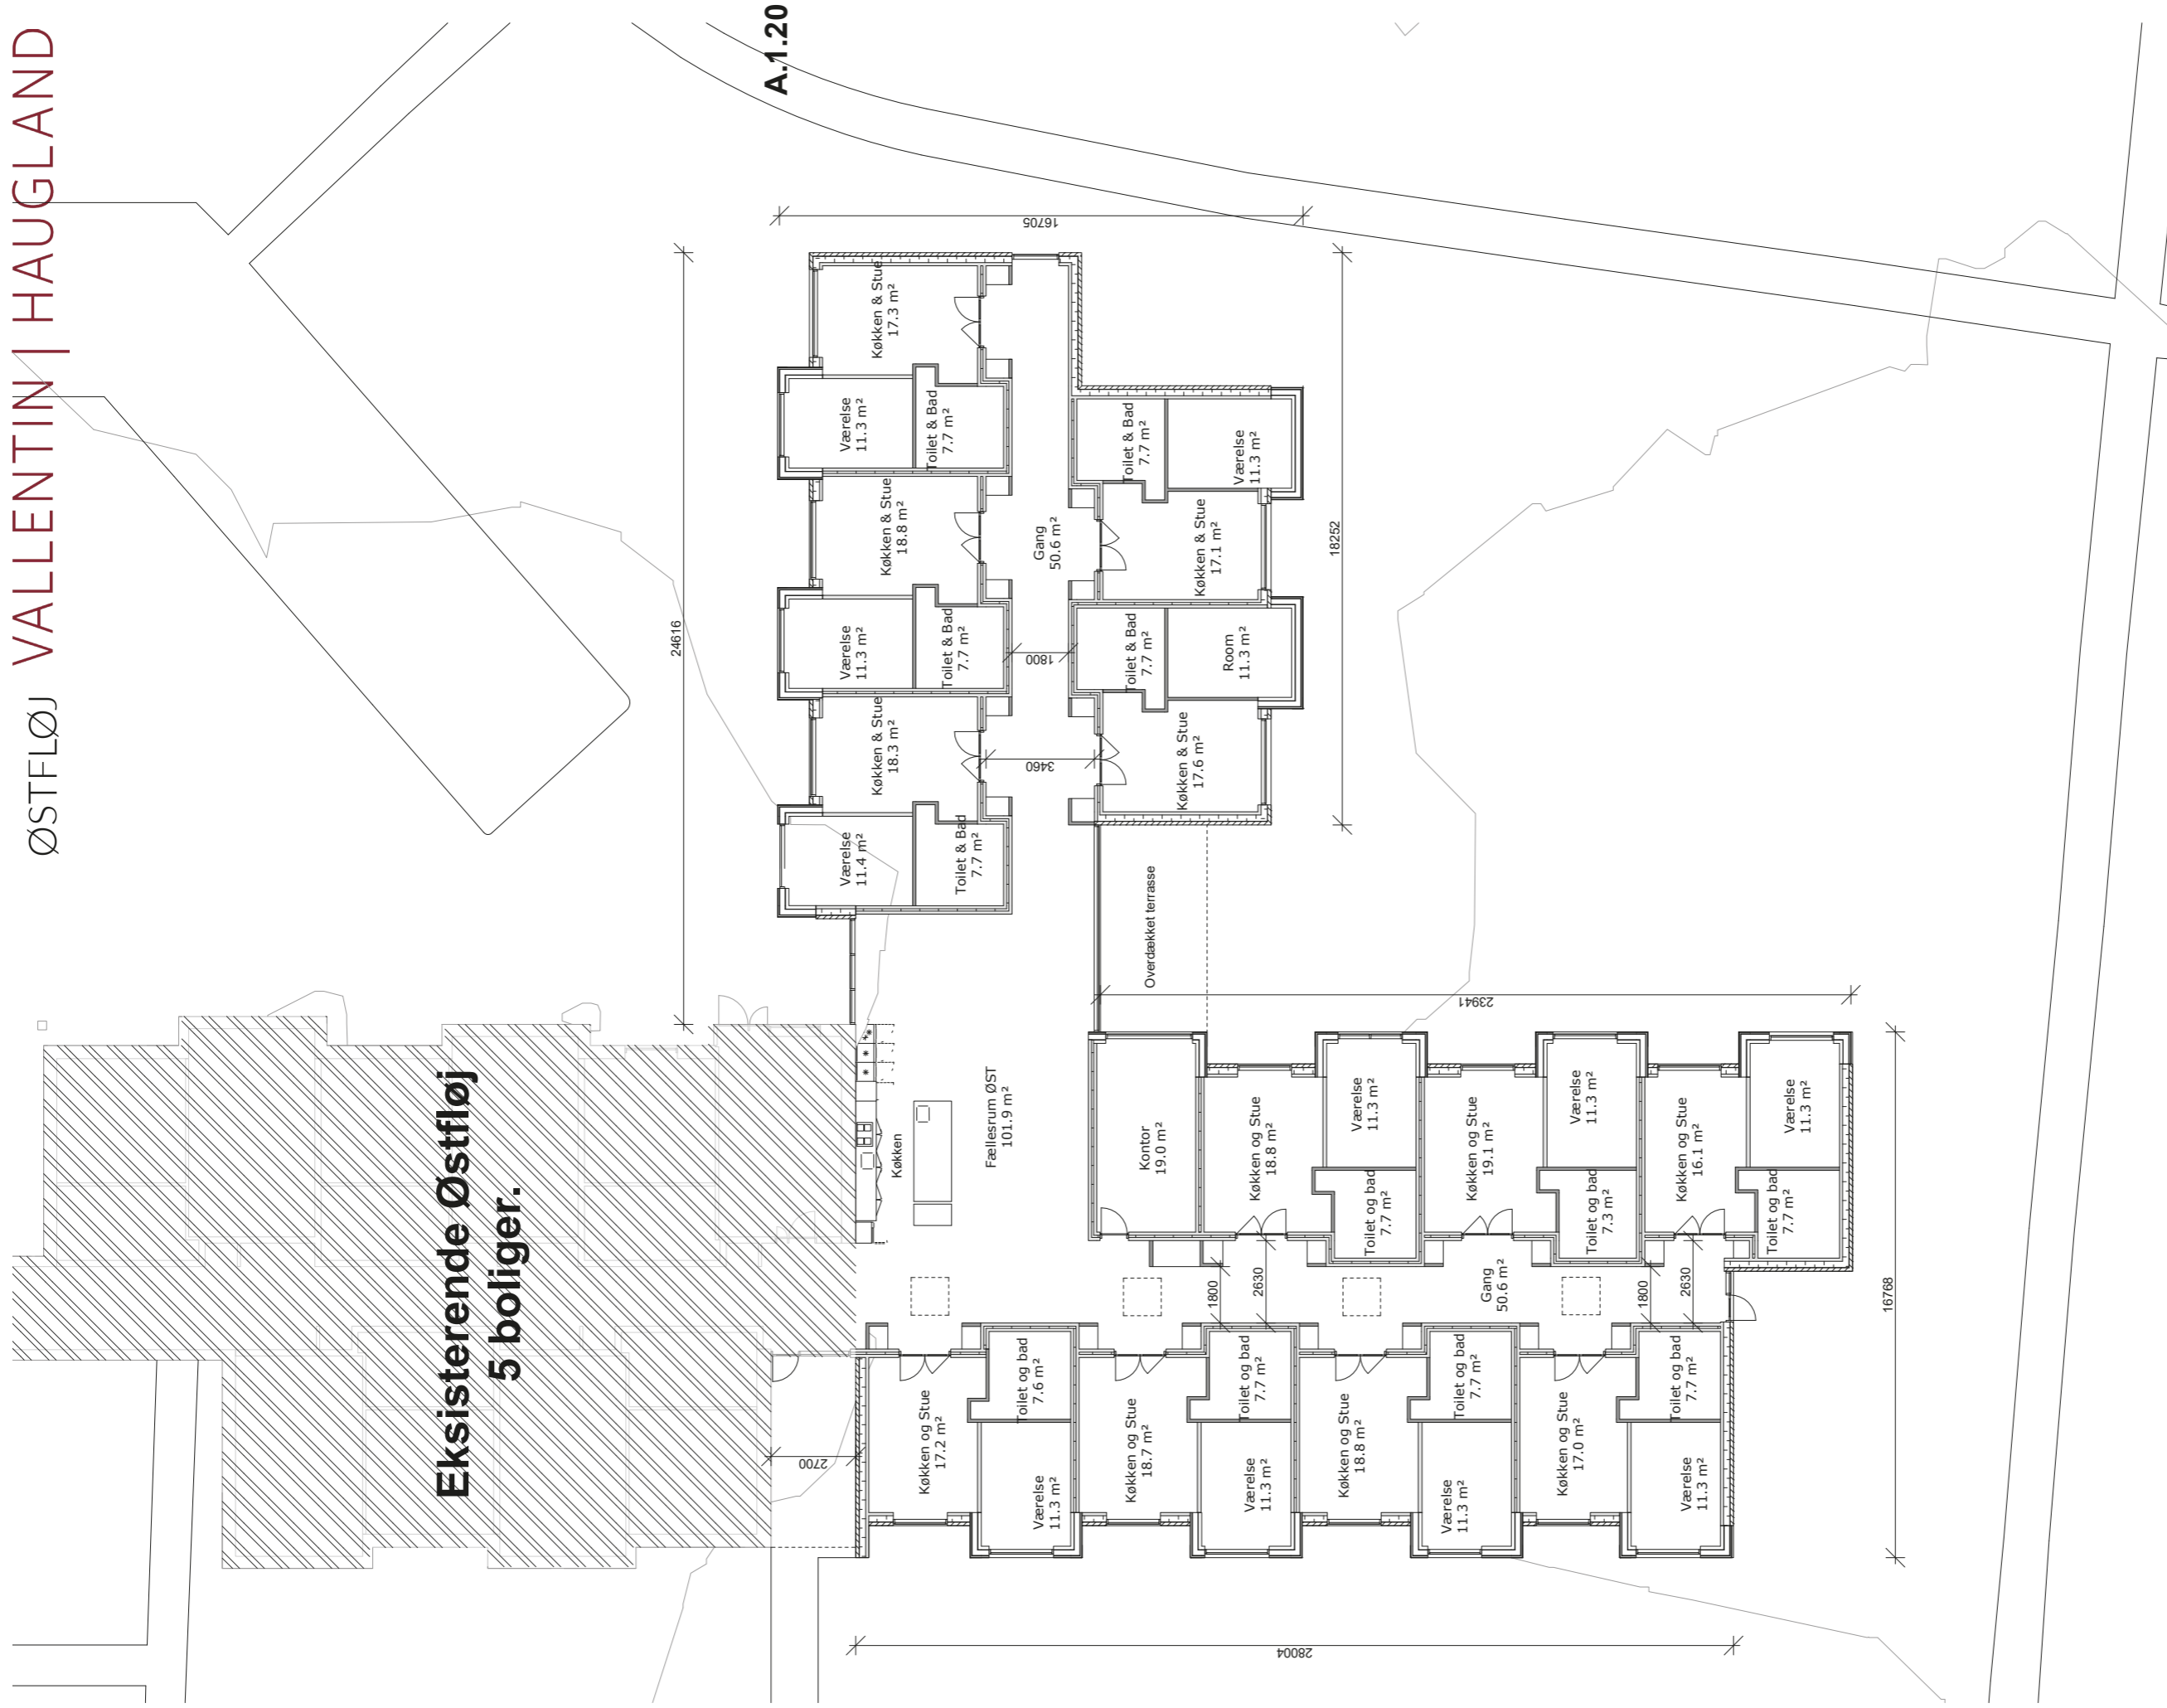 VALLENTIN | HAUGLAND
ØSTFLØJ
A.1.20
Eksisterende Østfløj
5 boliger.
24616
16705
18252
23941
16768
28004
2700
Køkken & Stue
17.3 m²
Værelse
11.3 m²
Toilet & Bad
7.7 m²
Køkken & Stue
18.8 m²
Værelse
11.3 m²
Toilet & Bad
7.7 m²
Køkken & Stue
18.3 m²
Værelse
11.4 m²
Toilet & Bad
7.7 m²
Gang
50.6 m²
1800
3460
Toilet & Bad
7.7 m²
Værelse
11.3 m²
Køkken & Stue
17.1 m²
Toilet & Bad
7.7 m²
Room
11.3 m²
Køkken & Stue
17.6 m²
Overdækket terrasse
Køkken
Fællesrum ØST
101.9 m²
Kontor
19.0 m²
Køkken og Stue
18.8 m²
Værelse
11.3 m²
Toilet og bad
7.7 m²
Køkken og Stue
19.1 m²
Værelse
11.3 m²
Toilet og bad
7.3 m²
Køkken og Stue
16.1 m²
Værelse
11.3 m²
Toilet og bad
7.7 m²
1800
2630
Gang
50.6 m²
1800
2630
Køkken og Stue
17.2 m²
Toilet og bad
7.6 m²
Værelse
11.3 m²
Køkken og Stue
18.7 m²
Toilet og bad
7.7 m²
Værelse
11.3 m²
Køkken og Stue
18.8 m²
Toilet og bad
7.7 m²
Værelse
11.3 m²
Køkken og Stue
17.0 m²
Toilet og bad
7.7 m²
Værelse
11.3 m²